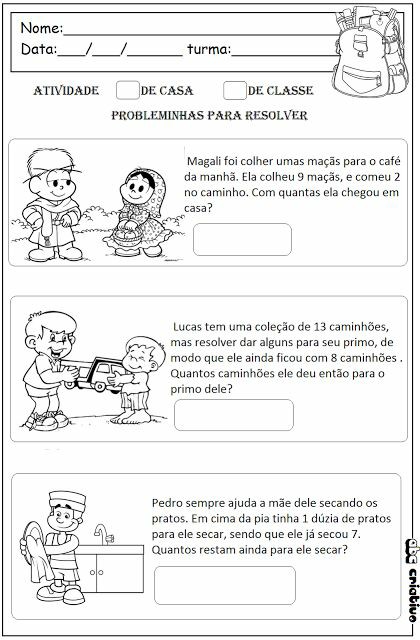 Nome:
Data:___/___/______ turma:
ATIVIDADE DE CASA DE CLASSE
PROBLEMINHAS PARA RESOLVER
Magali foi colher umas maçãs para o café
da manhã. Ela colheu 9 maçãs, e comeu 2
no caminho. Com quantas ela chegou em
casa?
Lucas tem uma coleção de 13 caminhões,
mas resolver dar alguns para seu primo, de
modo que ele ainda ficou com 8 caminhões .
Quantos caminhões ele deu então para o
primo dele?
Pedro sempre ajuda a mãe dele secando os
pratos. Em cima da pia tinha 1 dúzia de pratos
para ele secar, sendo que ele já secou 7.
Quantos restam ainda para ele secar?
abc criativo